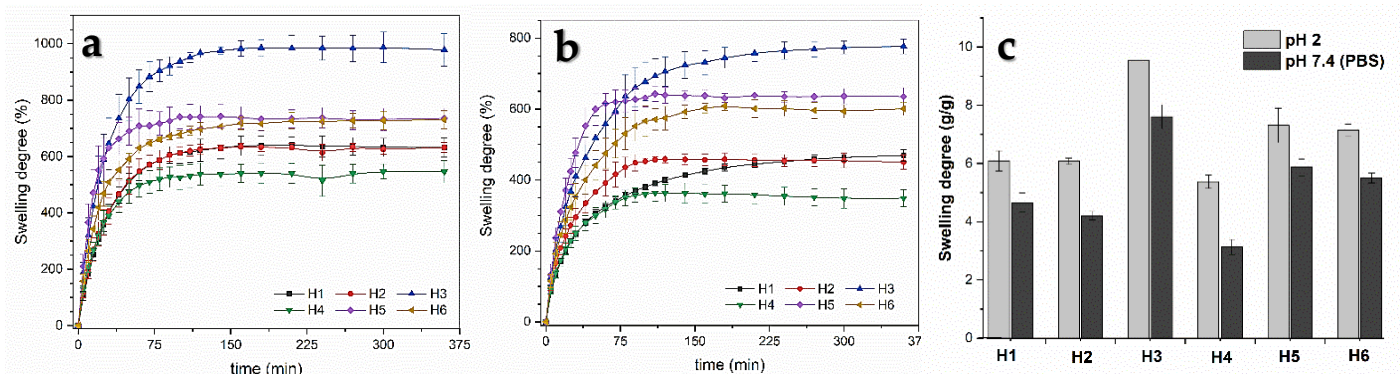 a
Swelling degree (%)
1000
800
600
400
200
0
H1 H2 H3
H4 H5 H6
0 75 150 225 300 375
time (min)
b
Swelling degree (%)
800
600
400
200
0
H1 H2 H3
H4 H5 H6
0 75 150 225 300 37
time (min)
c
pH 2
pH 7.4 (PBS)
Swelling degree (g/g)
10
8
6
4
2
0
H1 H2 H3 H4 H5 H6